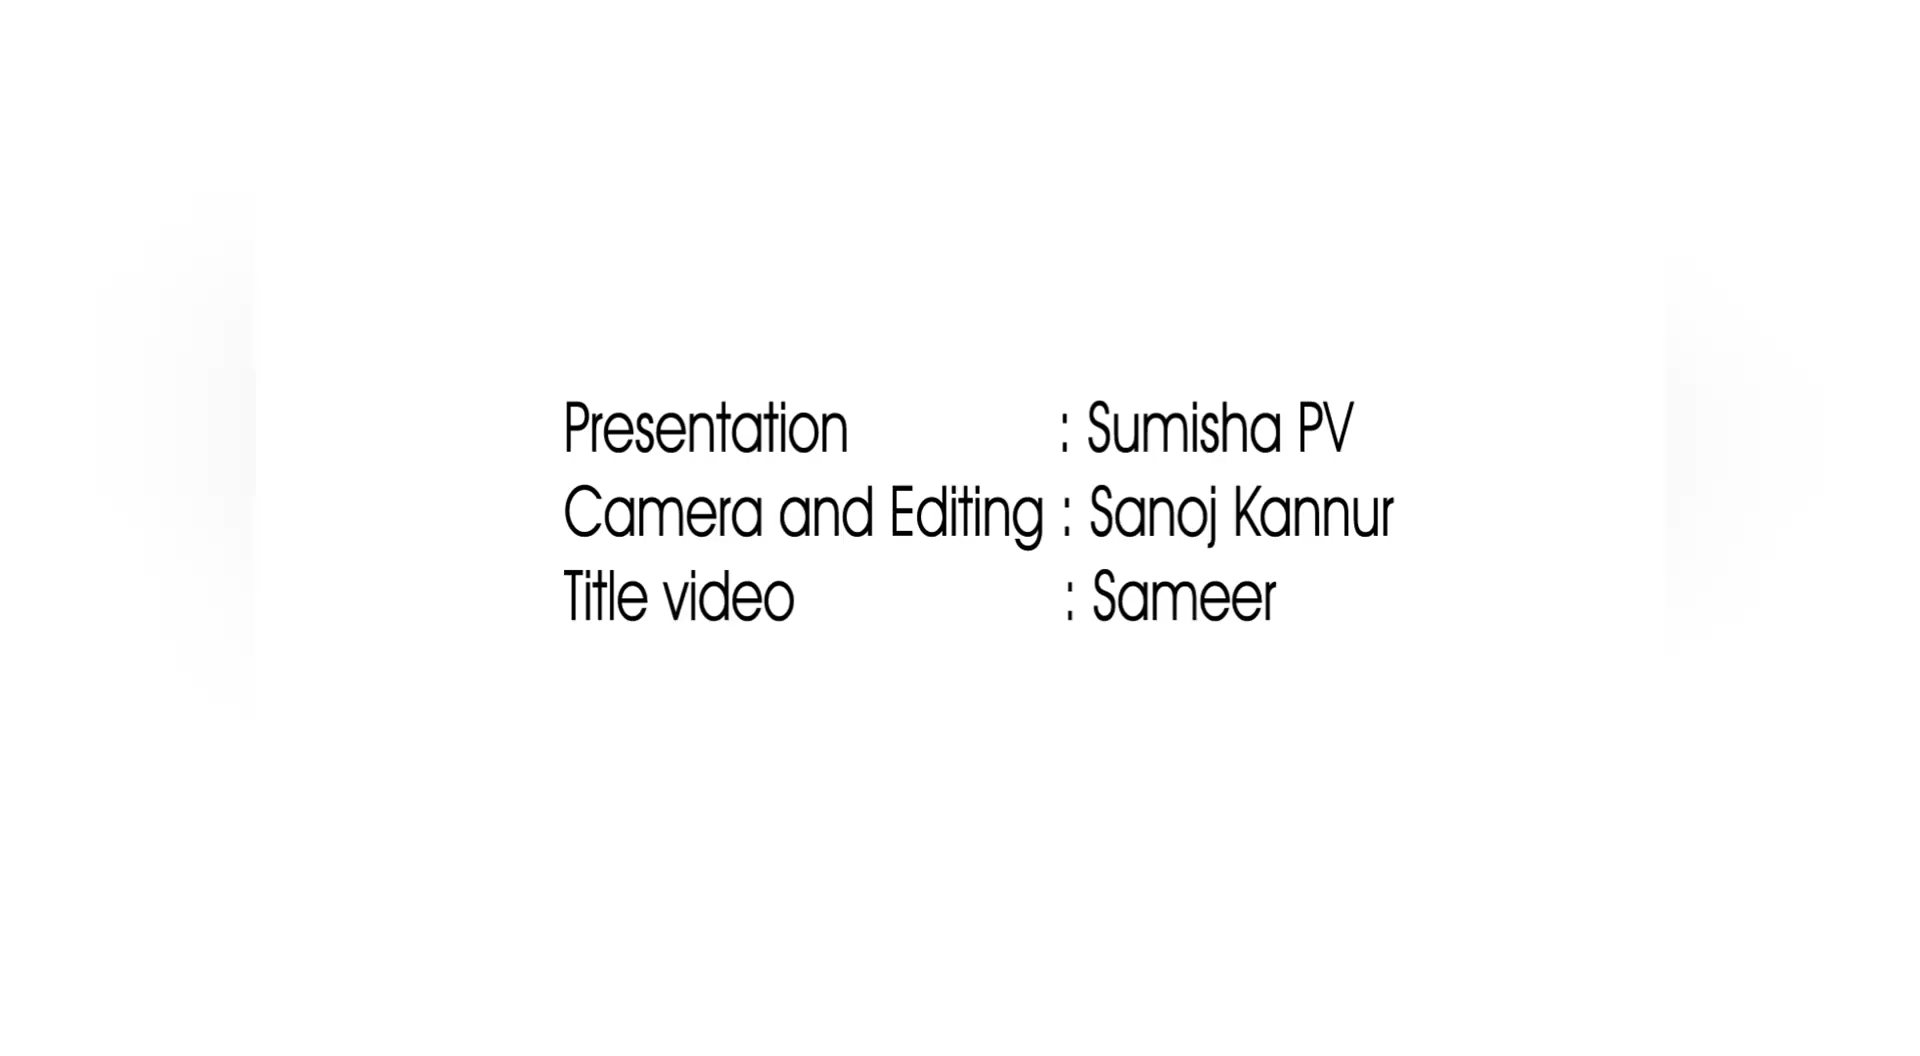 Presentation : Sumisha PV
Camera and Editing : Sanoj Kannur
Title video : Sameer